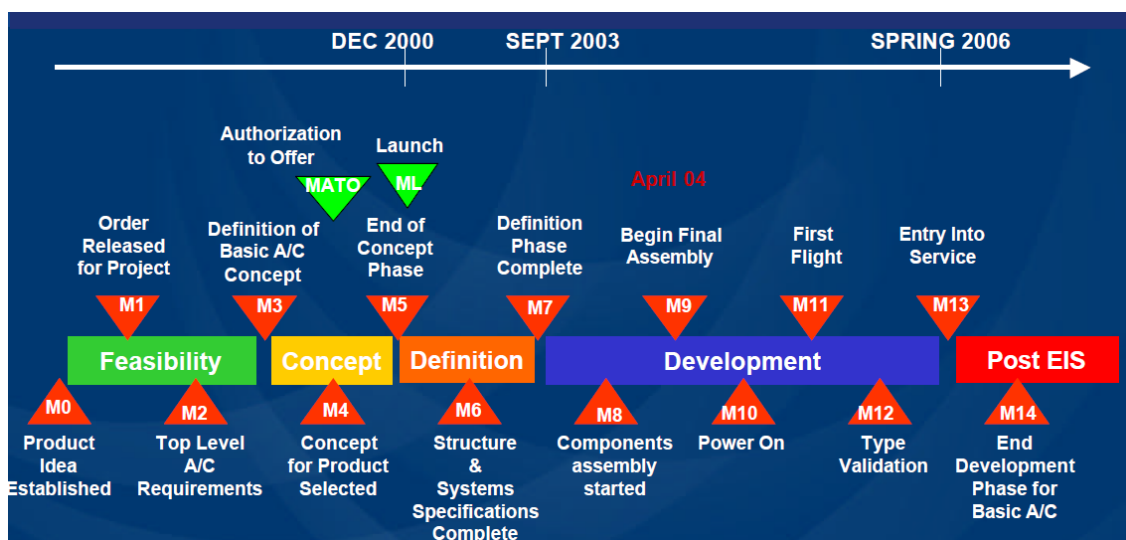 DEC 2000
SEPT 2003
SPRING 2006
Authorization
to Offer
MATO
Launch
ML
April 04
Order
Released
for Project
M1
Definition of
Basic A/C
Concept
M3
End of
Concept
Phase
M5
Definition
Phase
Complete
M7
Begin Final
Assembly
M9
First
Flight
M11
Entry Into
Service
M13
Feasibility
Concept
Definition
Development
Post EIS
M0
Product
Idea
Established
M2
Top Level
A/C
Requirements
M4
Concept
for Product
Selected
M6
Structure
&
Systems
Specifications
Complete
M8
Components
assembly
started
M10
Power On
M12
Type
Validation
M14
End
Development
Phase for
Basic A/C